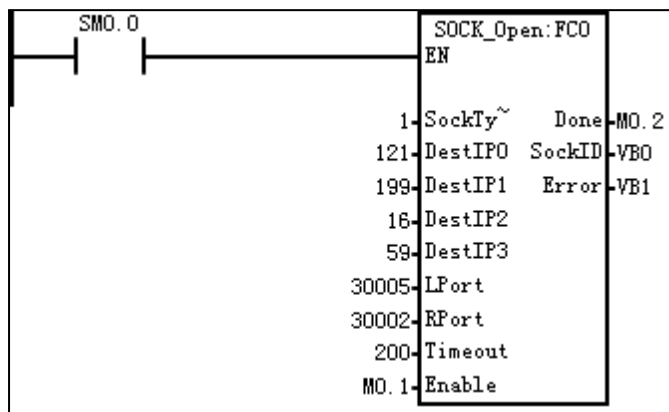 SM0.0
SOCK_Open:FC0
EN
1 SockTy~ Done M0.2
121 DestIP0 SockID VB0
199 DestIP1 Error VB1
16 DestIP2
59 DestIP3
30005 LPort
30002 RPort
200 Timeout
M0.1 Enable